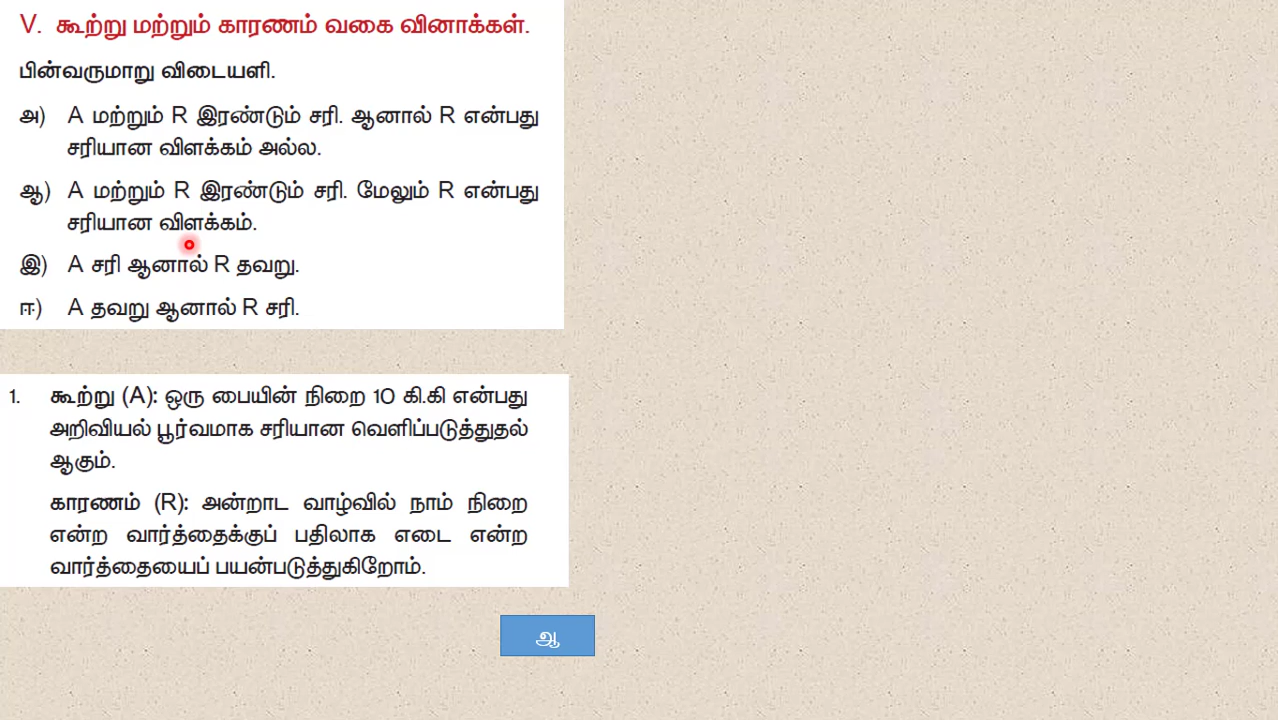 V. கூற்று மற்றும் காரணம் வகை வினாக்கள்.
பின்வருமாறு விடையளி.
அ) A மற்றும் R இரண்டும் சரி. ஆனால் R என்பது
சரியான விளக்கம் அல்ல.
ஆ) A மற்றும் R இரண்டும் சரி. மேலும் R என்பது
சரியான விளக்கம்.
இ) A சரி ஆனால் R தவறு.
ஈ) A தவறு ஆனால் R சரி.
1. கூற்று (A): ஒரு பையின் நிறை 10 கி.கி என்பது
அறிவியல் பூர்வமாக சரியான வெளிப்படுத்துதல்
ஆகும்.
காரணம் (R): அன்றாட வாழ்வில் நாம் நிறை
என்ற வார்த்தைக்குப் பதிலாக எடை என்ற
வார்த்தையைப் பயன்படுத்துகிறோம்.
ஆ